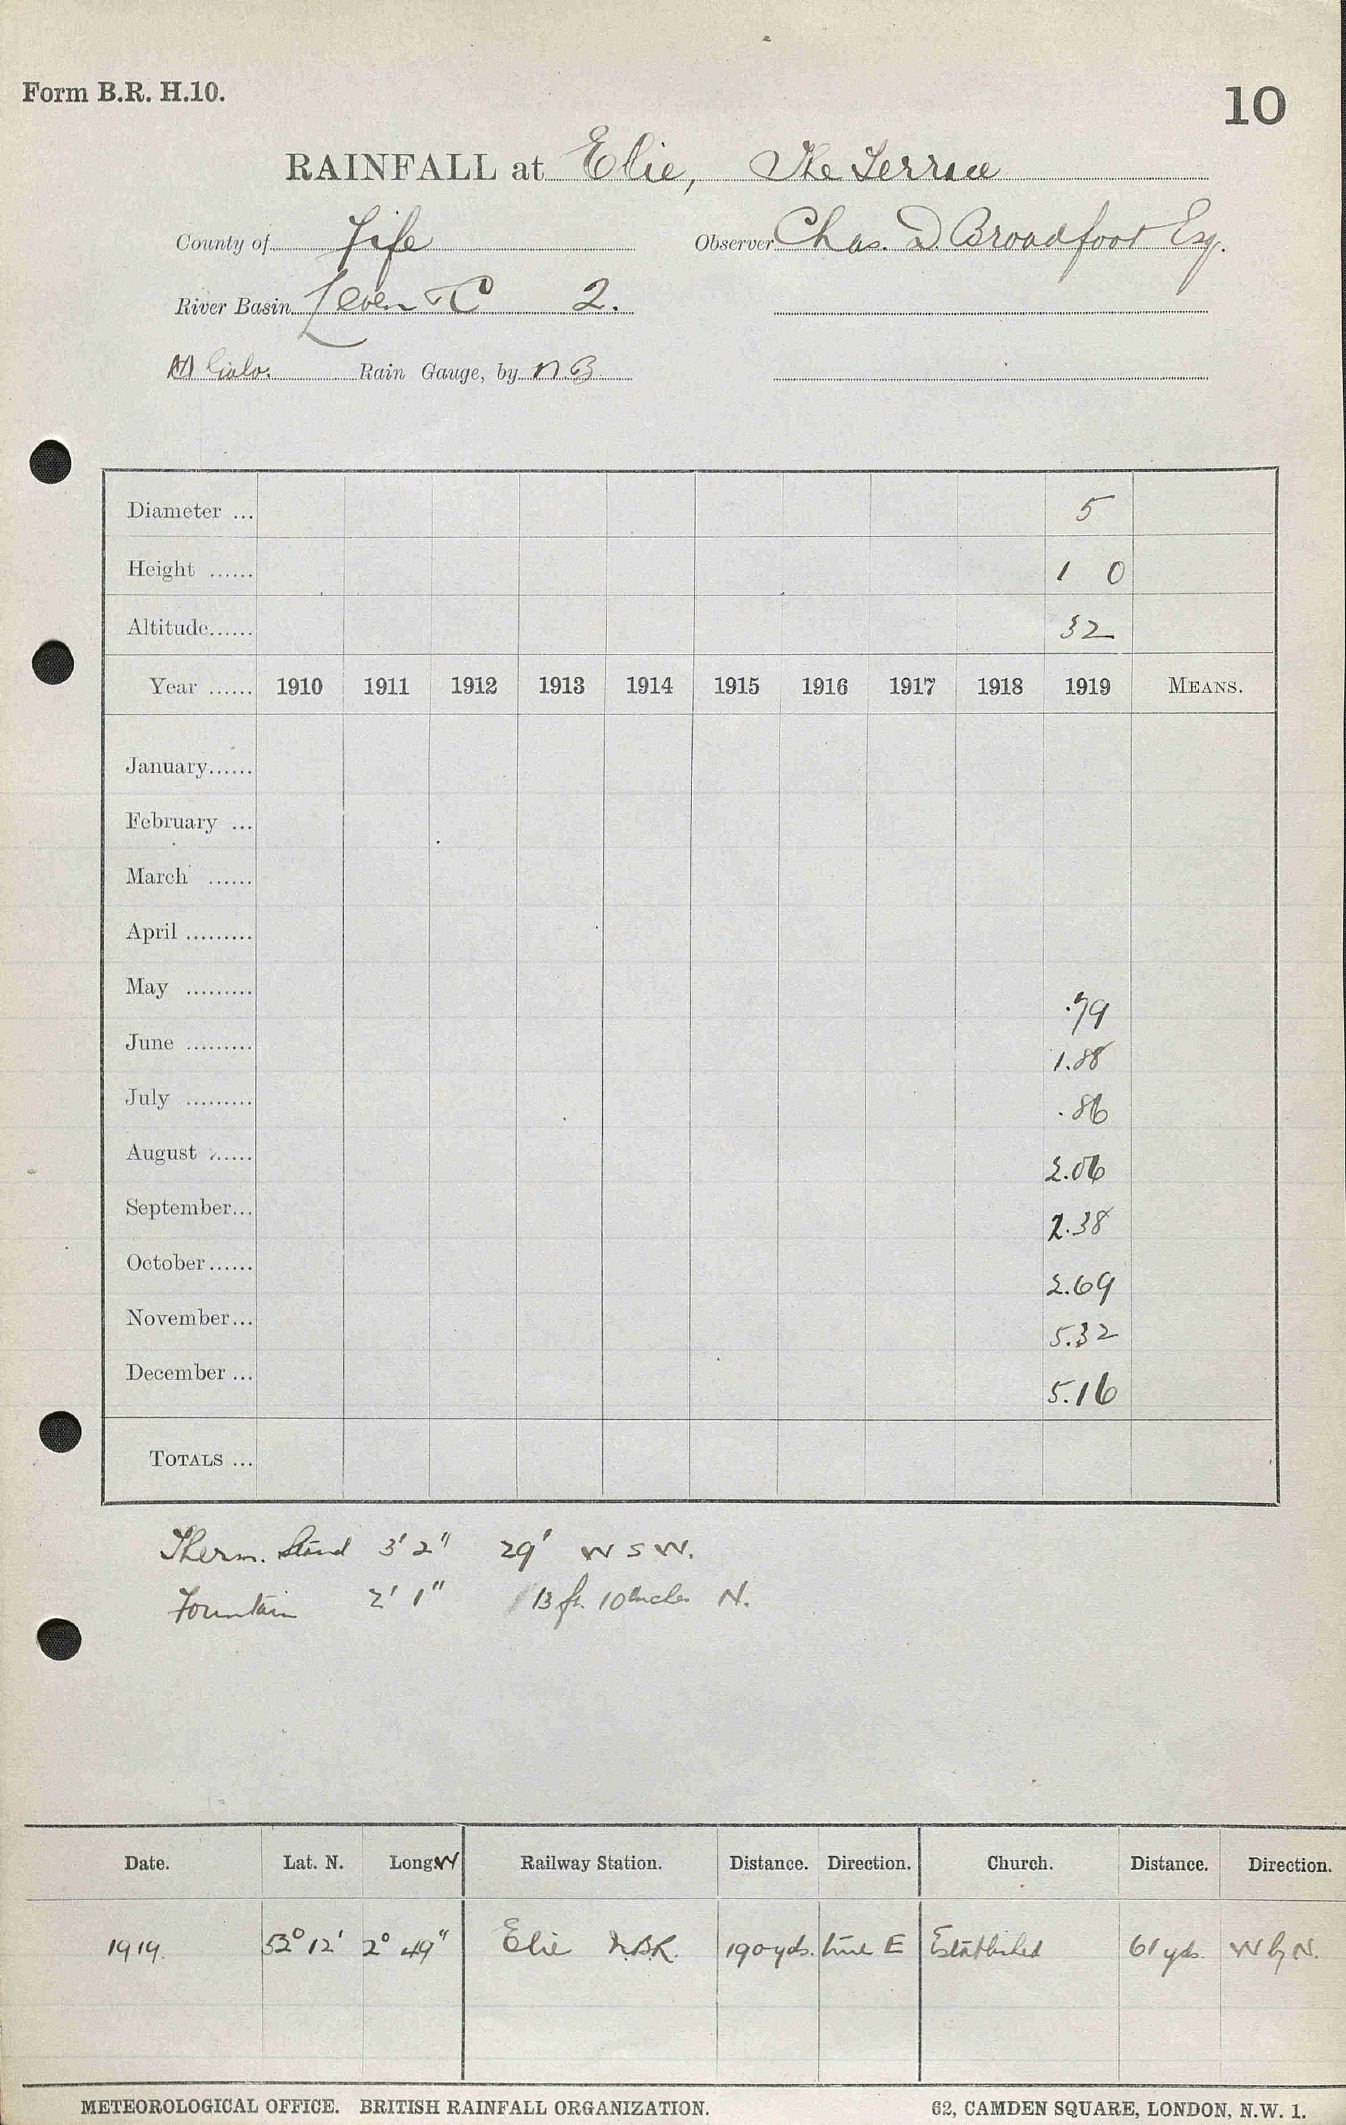 Form B.R. H.10.
10
RAINFALL at Elie, The Terrace
County of Fife
Observer Chas. D Broadfoot Esq.
River Basin Leven &C 2.
Rain Gauge, by N.B.
Diameter ... 5
Height ...... 1 0
Altitude...... 32
Year ...... 1910 1911 1912 1913 1914 1915 1916 1917 1918 1919 MEANS.
January......
February ...
March ......
April .........
May ......... .79
June ......... 1.88
July ......... .86
August ...... 2.06
September... 2.38
October...... 2.69
November... 5.32
December ... 5.16
TOTALS ...
Therm. Stand 3' 2" 29' W S W.
Fountain 2' 1" 13 ft. 10 inches N.
Date. Lat. N. Long. W Railway Station. Distance. Direction. Church. Distance. Direction.
1919. 52° 12' 2° 49" Elie N.B.R. 190 yds. true E Established 61 yds. W by N.
METEOROLOGICAL OFFICE. BRITISH RAINFALL ORGANIZATION.
62, CAMDEN SQUARE, LONDON, N.W. 1.